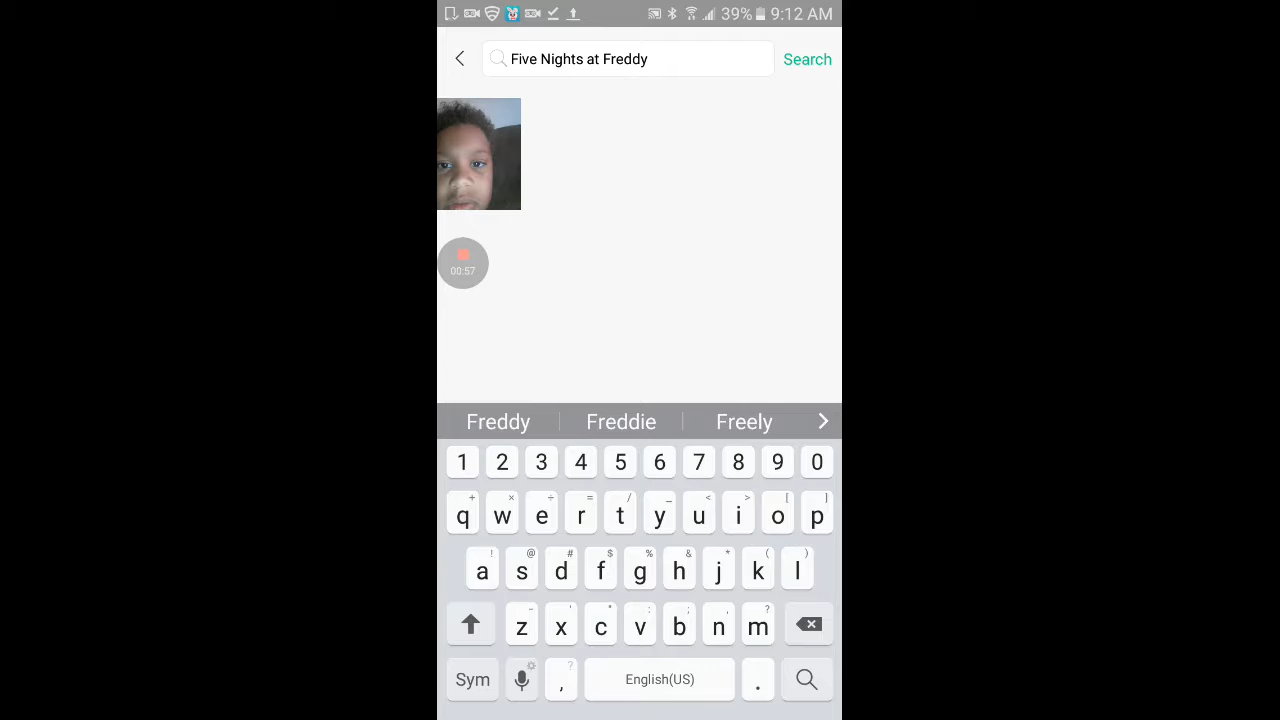 39% 9:12 AM
Five Nights at Freddy Search
00:57
Freddy Freddie Freely
1 2 3 4 5 6 7 8 9 0
+ × ÷ = / _ < > [ ]
q w e r t y u i o p
! @ # $ % & * ( )
a s d f g h j k l
- ' " : ; , ?
z x c v b n m
Sym , ? English(US) .